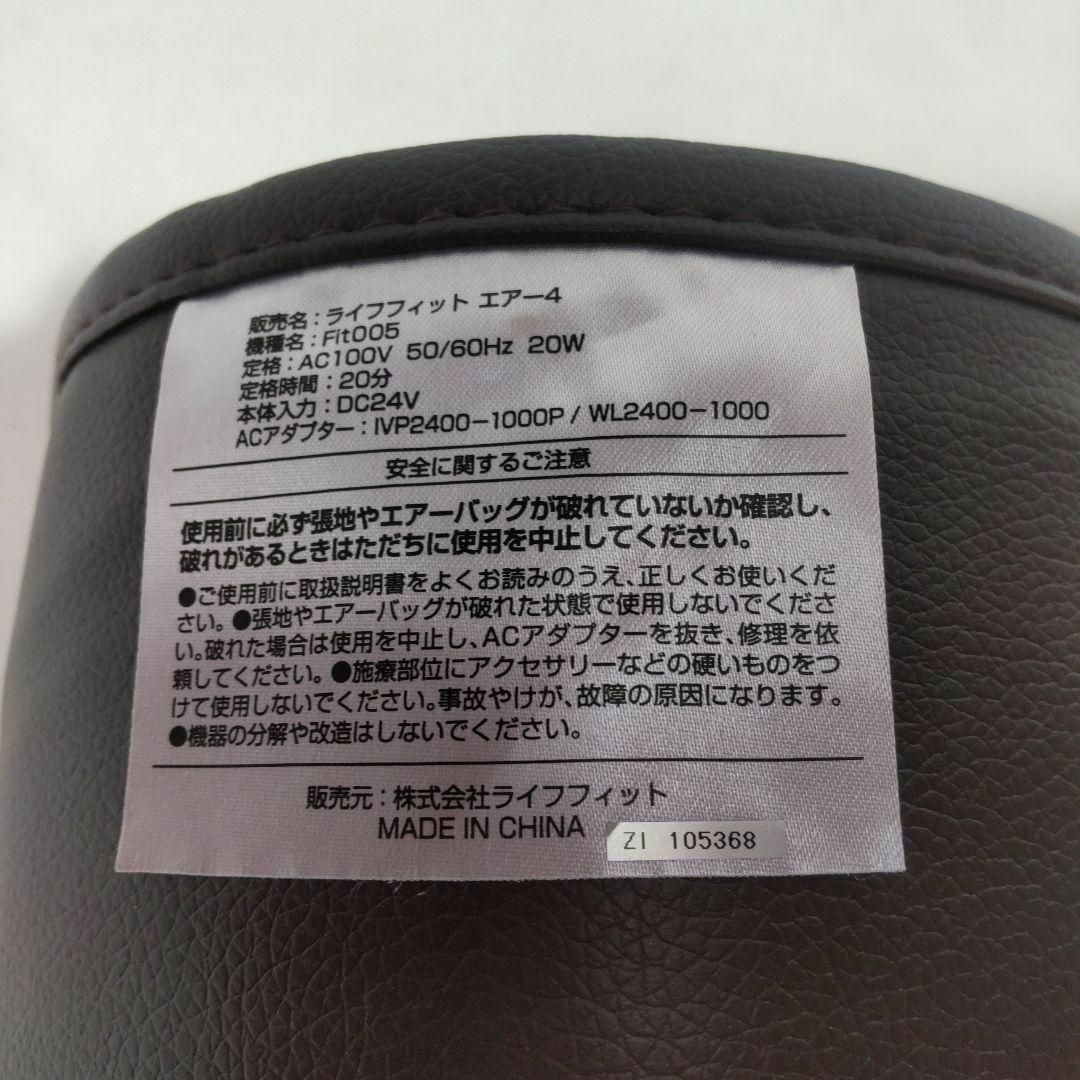 販売名：ライフフィット エアー4
機種名：Fit005
定格：AC100V 50/60Hz 20W
定格時間：20分
本体入力：DC24V
ACアダプター：IVP2400-1000P / WL2400-1000
安全に関するご注意
使用前に必ず張地やエアーバッグが破れていないか確認し、
破れがあるときはただちに使用を中止してください。
●ご使用前に取扱説明書をよくお読みのうえ、正しくお使いくだ
さい。●張地やエアーバッグが破れた状態で使用しないでくださ
い。破れた場合は使用を中止し、ACアダプターを抜き、修理を依
頼してください。●施療部位にアクセサリーなどの硬いものをつ
けて使用しないでください。事故やけが、故障の原因になります。
●機器の分解や改造はしないでください。
販売元：株式会社ライフフィット
MADE IN CHINA
ZI 105368